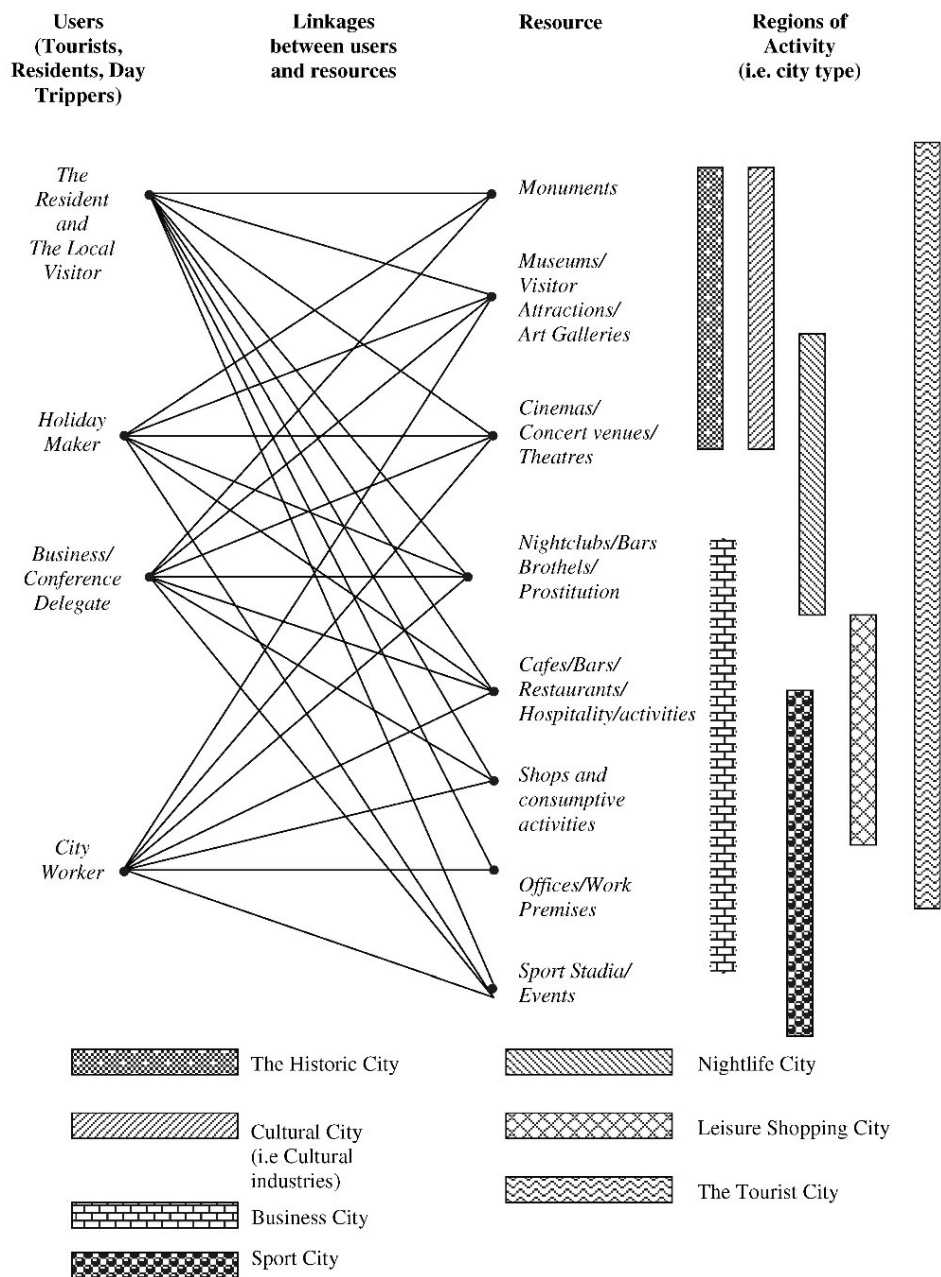 Users
(Tourists,
Residents, Day
Trippers)
Linkages
between users
and resources
Resource
Regions of
Activity
(i.e. city type)
The
Resident
and
The Local
Visitor
Holiday
Maker
Business/
Conference
Delegate
City
Worker
Monuments
Museums/
Visitor
Attractions/
Art Galleries
Cinemas/
Concert venues/
Theatres
Nightclubs/Bars
Brothels/
Prostitution
Cafes/Bars/
Restaurants/
Hospitality/activities
Shops and
consumptive
activities
Offices/Work
Premises
Sport Stadia/
Events
The Historic City
Cultural City
(i.e Cultural
industries)
Business City
Sport City
Nightlife City
Leisure Shopping City
The Tourist City